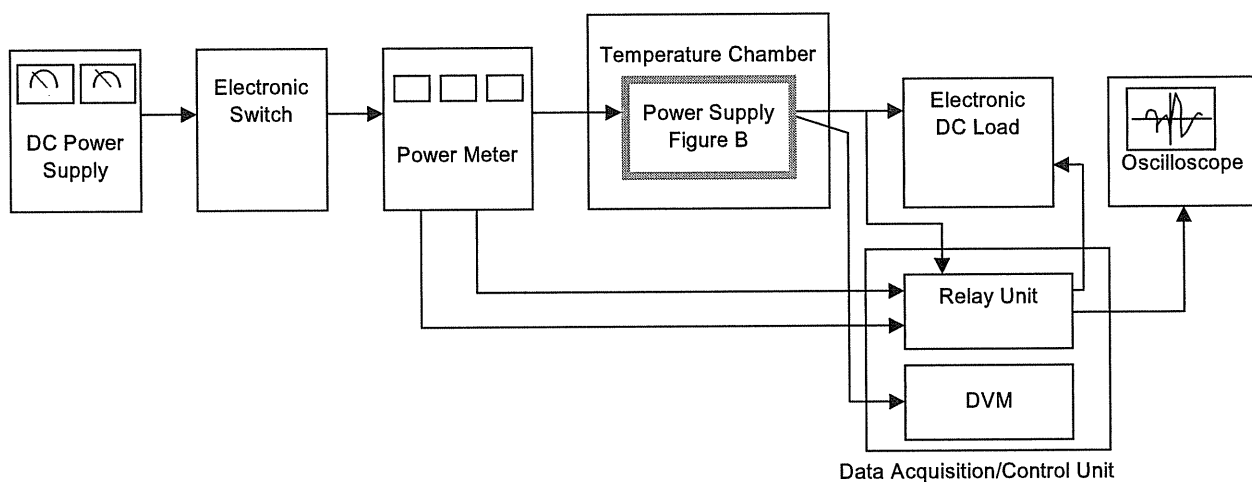 DC Power
Supply
Electronic
Switch
Power Meter
Temperature Chamber
Power Supply
Figure B
Electronic
DC Load
Oscilloscope
Relay Unit
DVM
Data Acquisition/Control Unit